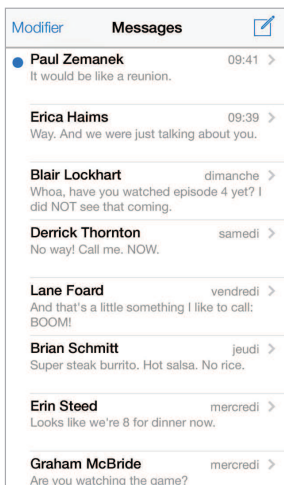 Modifier Messages
Paul Zemanek 09:41
It would be like a reunion.
Erica Haims 09:39
Way. And we were just talking about you.
Blair Lockhart dimanche
Whoa, have you watched episode 4 yet? I
did NOT see that coming.
Derrick Thornton samedi
No way! Call me. NOW.
Lane Foard vendredi
And that's a little something I like to call:
BOOM!
Brian Schmitt jeudi
Super steak burrito. Hot salsa. No rice.
Erin Steed mercredi
Looks like we're 8 for dinner now.
Graham McBride mercredi
Are you watching the game?